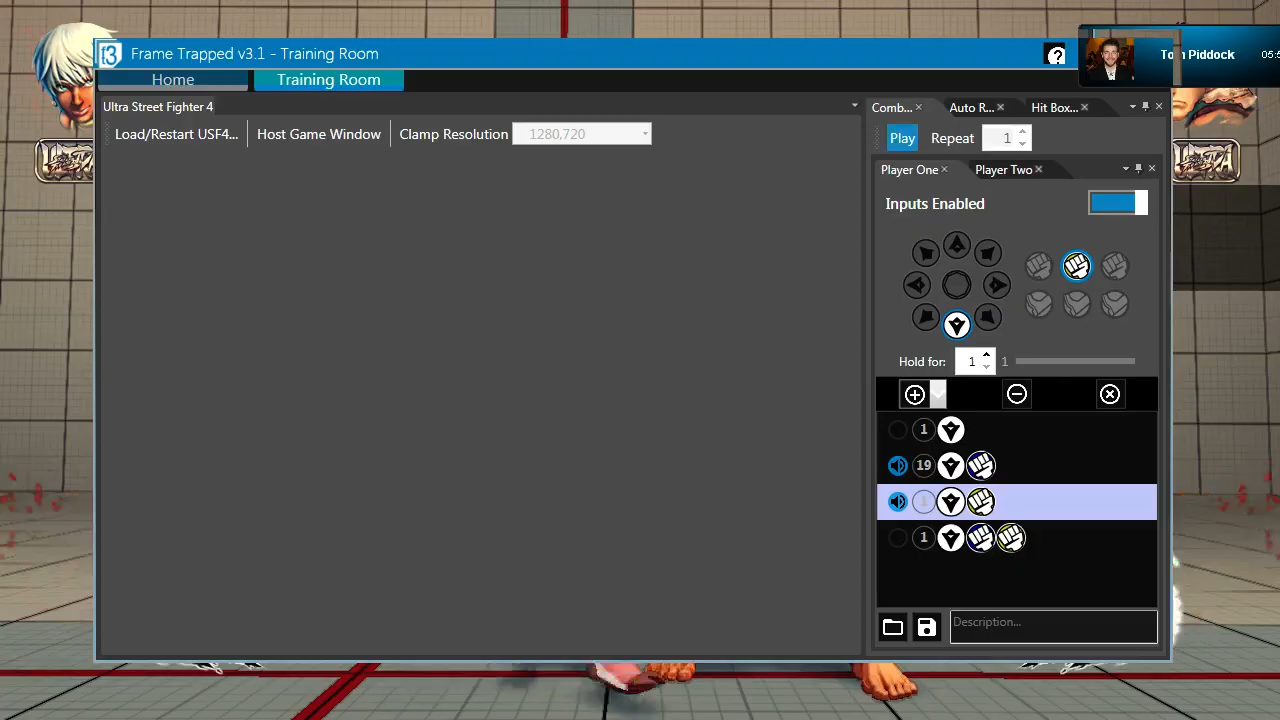 f3 Frame Trapped v3.1 - Training Room
?
Tom Piddock
Home
Training Room
Ultra Street Fighter 4
Comb...
Auto R...
Hit Box...
Load/Restart USF4...
Host Game Window
Clamp Resolution
1280,720
Play
Repeat
1
Player One
Player Two
Inputs Enabled
Hold for:
1
1
1
19
1
1
Description...